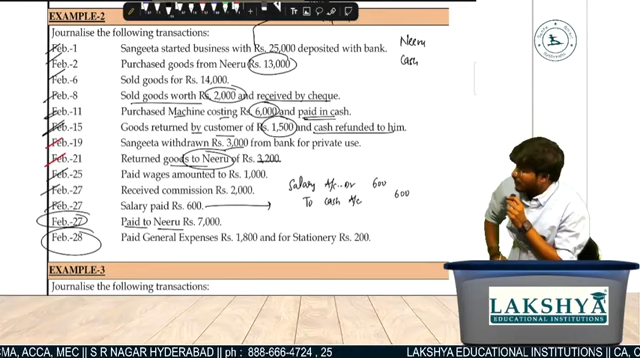 EXAMPLE-2
Journalise the following transactions:
Feb.-1 Sangeeta started business with Rs. 25,000 deposited with bank.
Neeru
Feb.-2 Purchased goods from Neeru Rs. 13,000
Cash
Feb.-6 Sold goods for Rs. 14,000.
Feb.-8 Sold goods worth Rs. 2,000 and received by cheque.
Feb.-11 Purchased Machine costing Rs. 6,000 and paid in cash.
Feb.-15 Goods returned by customer of Rs. 1,500 and cash refunded to him.
Feb.-19 Sangeeta withdrawn Rs. 3,000 from bank for private use.
Feb.-21 Returned goods to Neeru of Rs. 3,200.
Feb.-25 Paid wages amounted to Rs. 1,000.
Feb.-27 Received commission Rs. 2,000.
Salary A/c..Dr 600
Feb.-27 Salary paid Rs. 600.
To cash A/c 600
Feb.-27 Paid to Neeru Rs. 7,000.
Feb.-28 Paid General Expenses Rs. 1,800 and for Stationery Rs. 200.
EXAMPLE-3
Journalise the following transactions:
LAKSHYA
EDUCATIONAL INSTITUTIONS
CMA, ACCA, MEC || S R NAGAR HYDERABAD || ph : 888-666-4724 , 25 LAKSHYA EDUCATIONAL INSTITUTIONS || CA, C